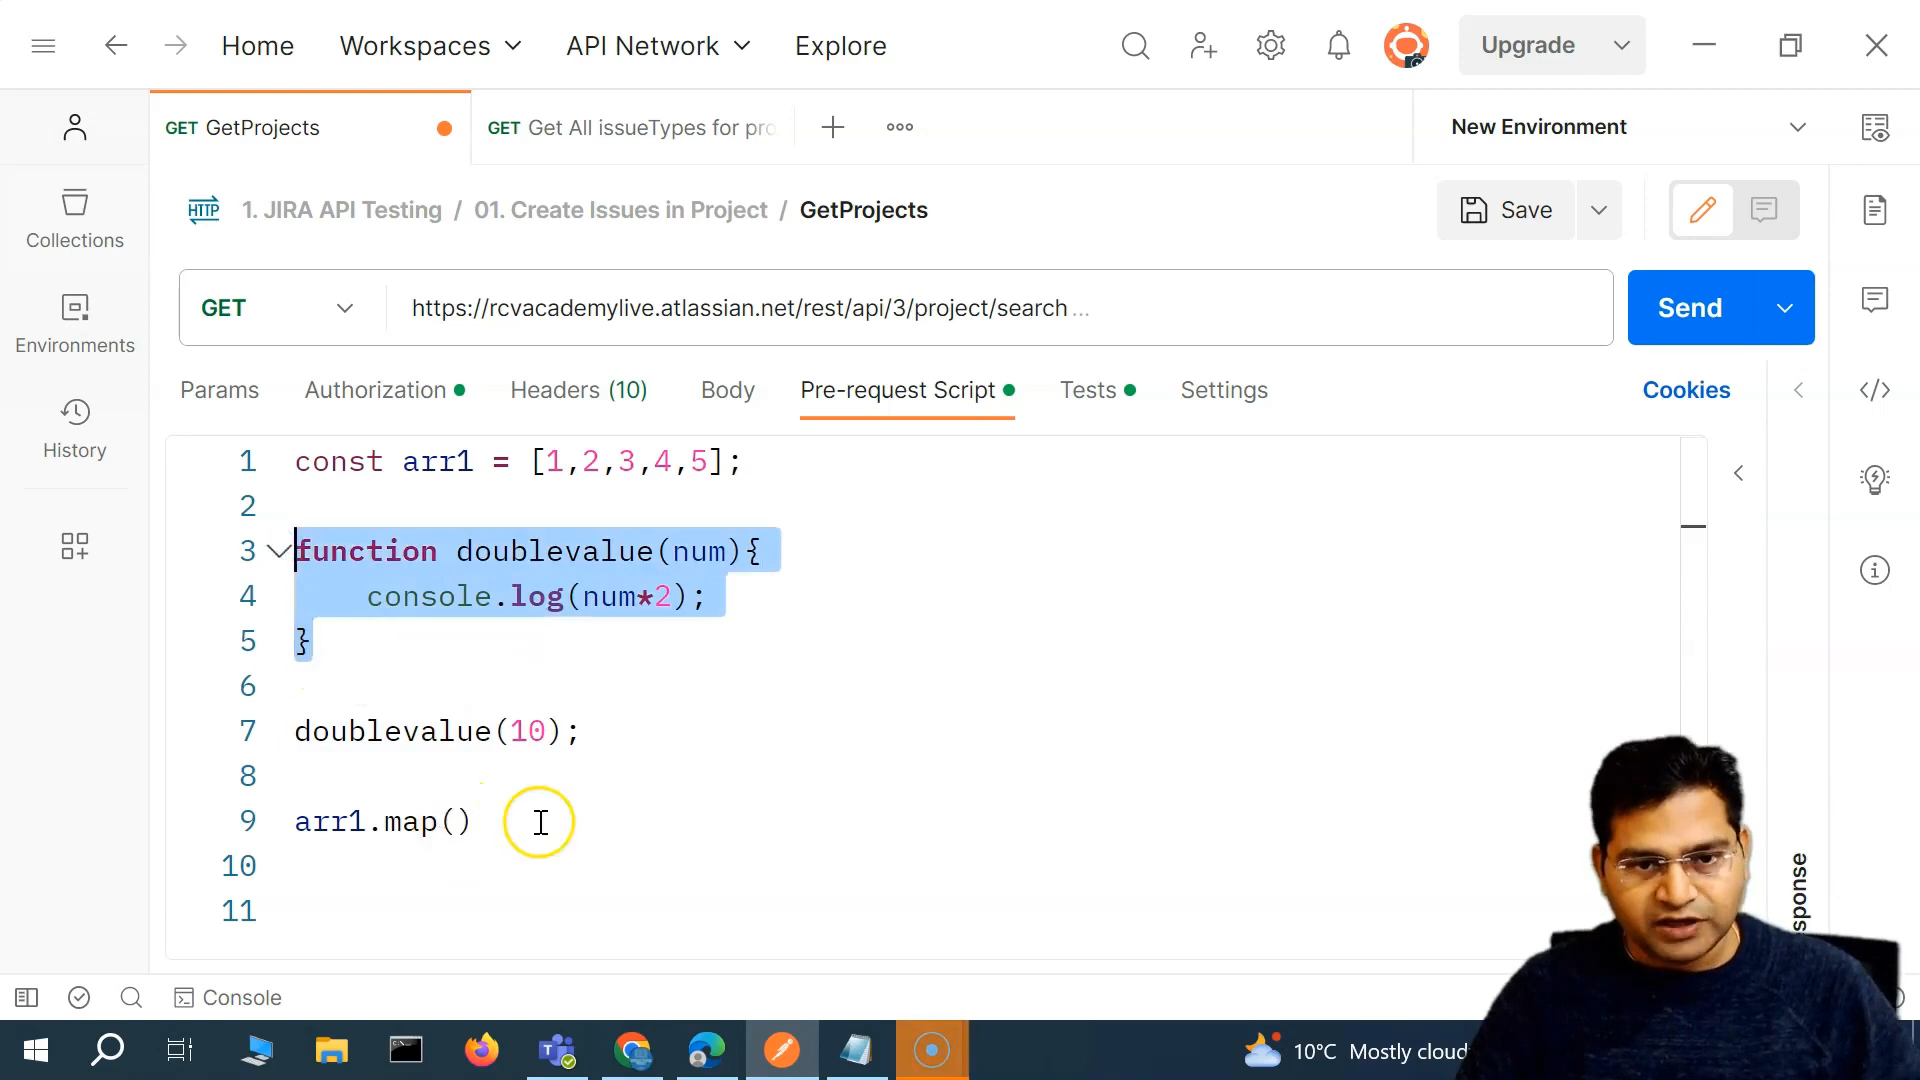 Home
Workspaces
API Network
Explore
Upgrade
GET GetProjects
GET Get All issueTypes for pro
New Environment
HTTP
1. JIRA API Testing / 01. Create Issues in Project / GetProjects
Save
Collections
Environments
History
GET
https://rcvacademylive.atlassian.net/rest/api/3/project/search ...
Send
Params
Authorization
Headers (10)
Body
Pre-request Script
Tests
Settings
Cookies
1 const arr1 = [1,2,3,4,5];
2
3 function doublevalue(num){
4 console.log(num*2);
5 }
6
7 doublevalue(10);
8
9 arr1.map()
10
11
sponse
Console
10°C Mostly cloud